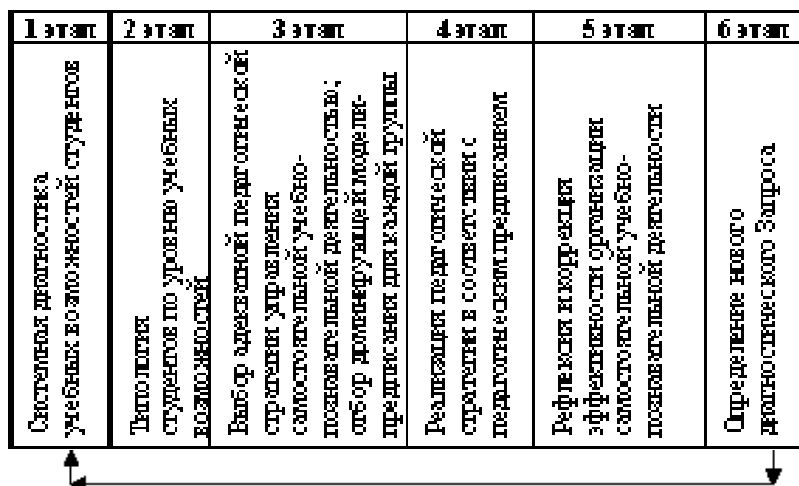 1 этап
2 этап
3 этап
4 этап
5 этап
6 этап
Системная диагностика
учебных возможностей студентов
Типология
студентов по уровню учебных
возможностей
Выбор адекватной педагогической
стратегии управления
самостоятельной учебно-
познавательной деятельностью;
отбор доминирующей модели-
предписания для каждой группы
Реализация педагогической
стратегии в соответствии с
педагогическим предписанием
Рефлексия и коррекция
эффективности организации
самостоятельной учебно-
познавательной деятельности
Определение нового
диагностического Запроса